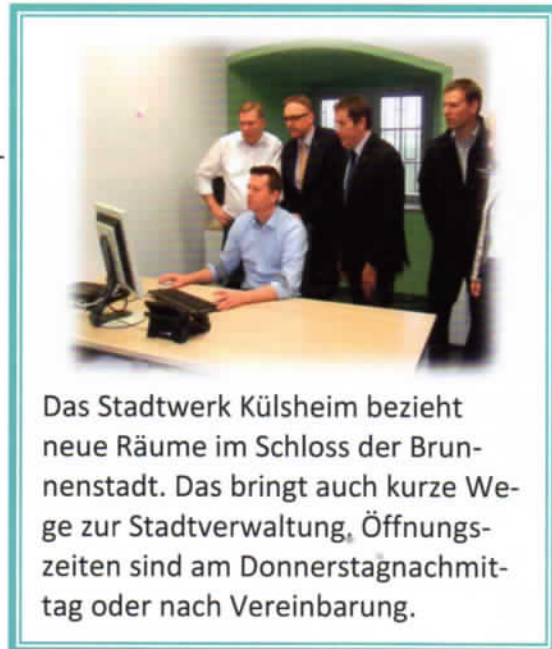 Das Stadtwerk Külsheim bezieht
neue Räume im Schloss der Brun-
nenstadt. Das bringt auch kurze We-
ge zur Stadtverwaltung. Öffnungs-
zeiten sind am Donnerstagnachmit-
tag oder nach Vereinbarung.